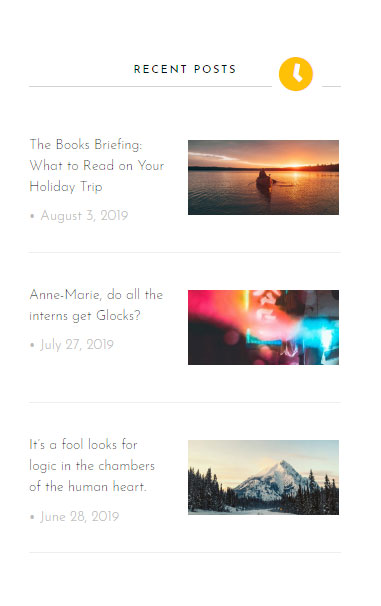 RECENT POSTS
The Books Briefing:
What to Read on Your
Holiday Trip
• August 3, 2019
Anne-Marie, do all the
interns get Glocks?
• July 27, 2019
It's a fool looks for
logic in the chambers
of the human heart.
• June 28, 2019